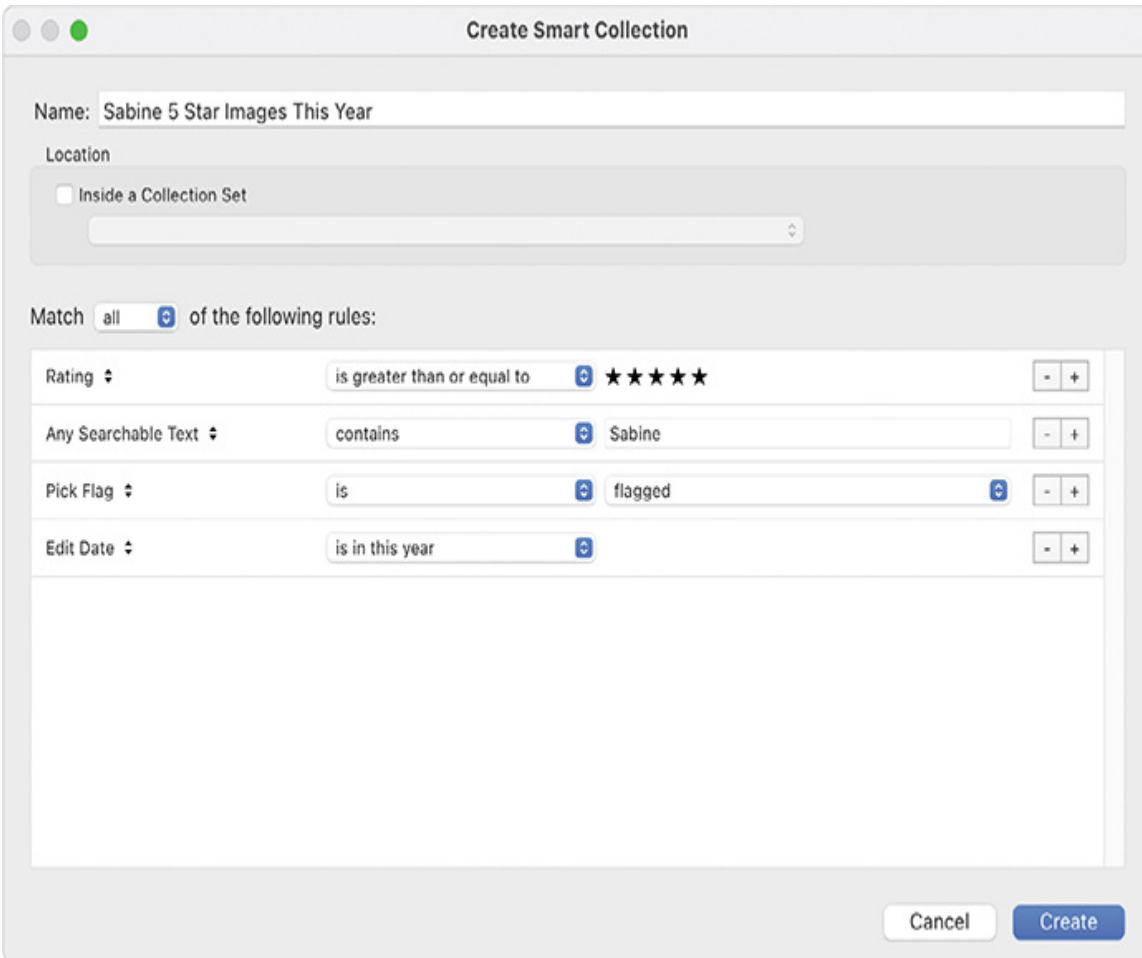 Create Smart Collection
Name: Sabine 5 Star Images This Year
Location
Inside a Collection Set
Match all of the following rules:
Rating is greater than or equal to ★★★★★ - +
Any Searchable Text contains Sabine - +
Pick Flag is flagged - +
Edit Date is in this year - +
Cancel Create